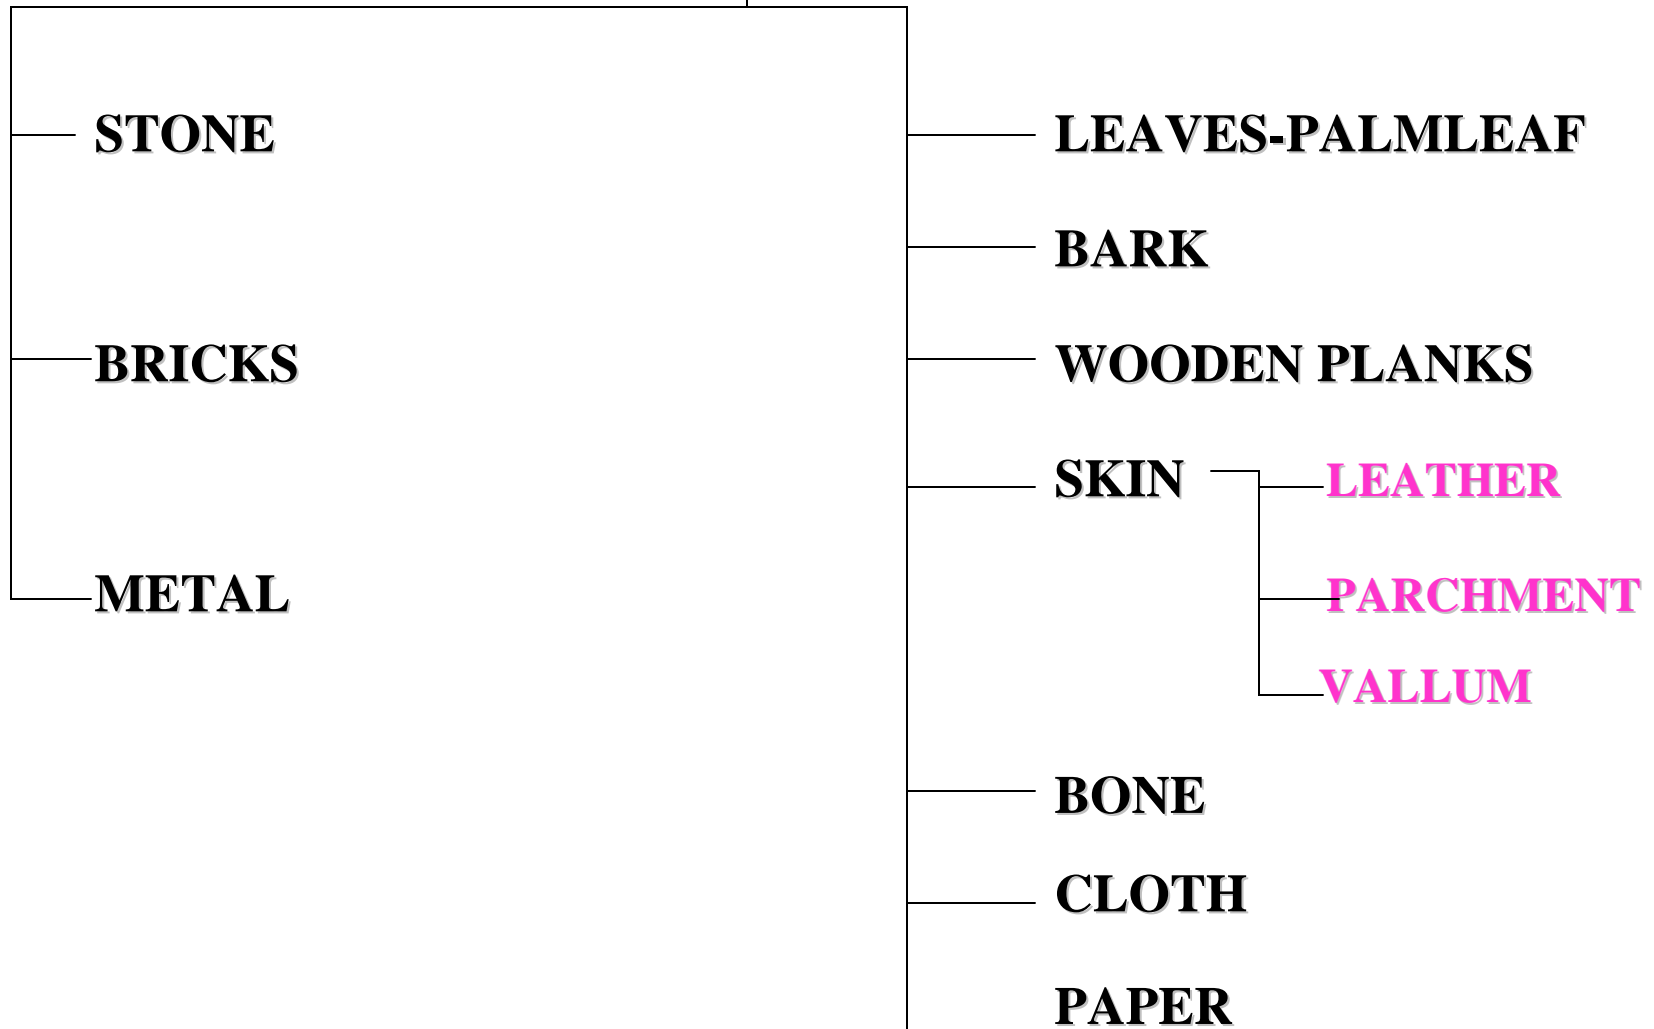 STONE
BRICKS
METAL
LEAVES-PALMLEAF
BARK
WOODEN PLANKS
SKIN
LEATHER
PARCHMENT
VALLUM
BONE
CLOTH
PAPER